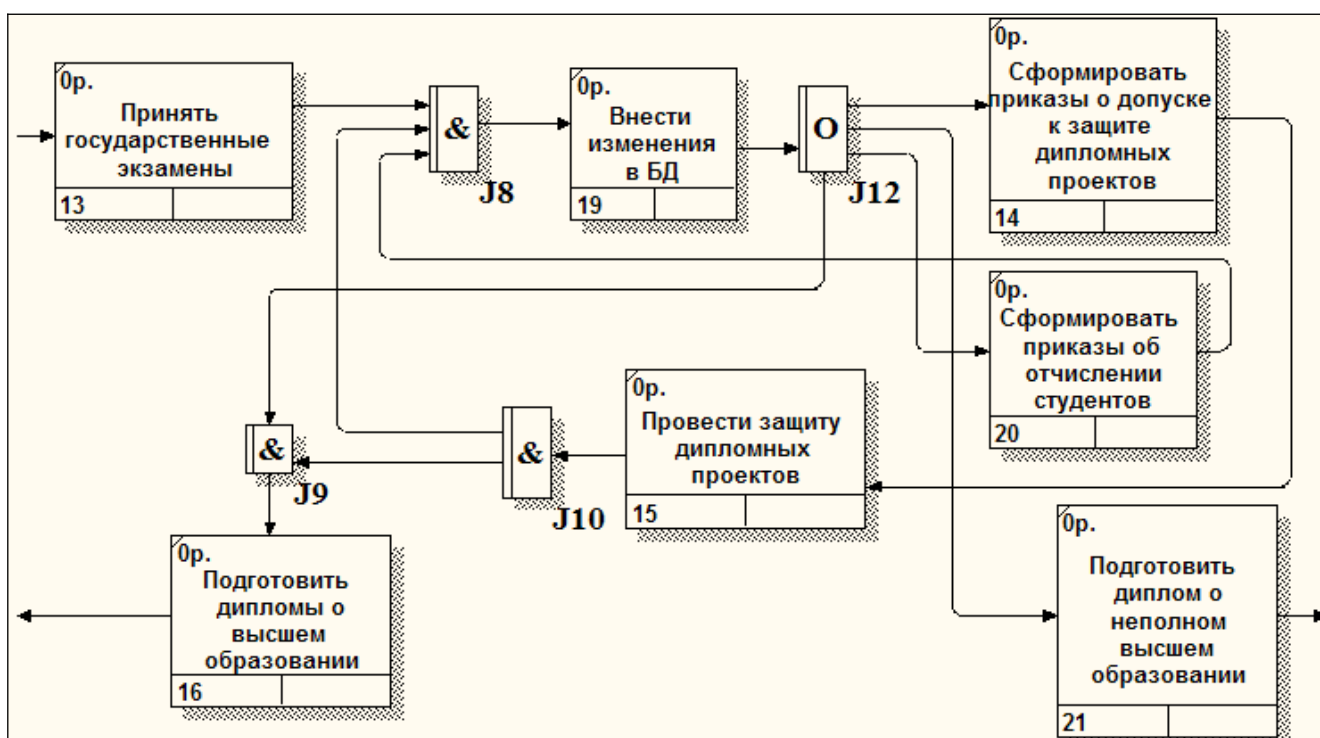 0р.
Принять
государственные
экзамены
13
&
J8
0р.
Внести
изменения
в БД
19
O
J12
0р.
Сформировать
приказы о допуске
к защите
дипломных
проектов
14
0р.
Сформировать
приказы об
отчислении
студентов
20
&
J9
&
J10
0р.
Провести защиту
дипломных
проектов
15
0р.
Подготовить
дипломы о
высшем
образовании
16
0р.
Подготовить
диплом о
неполном
высшем
образовании
21